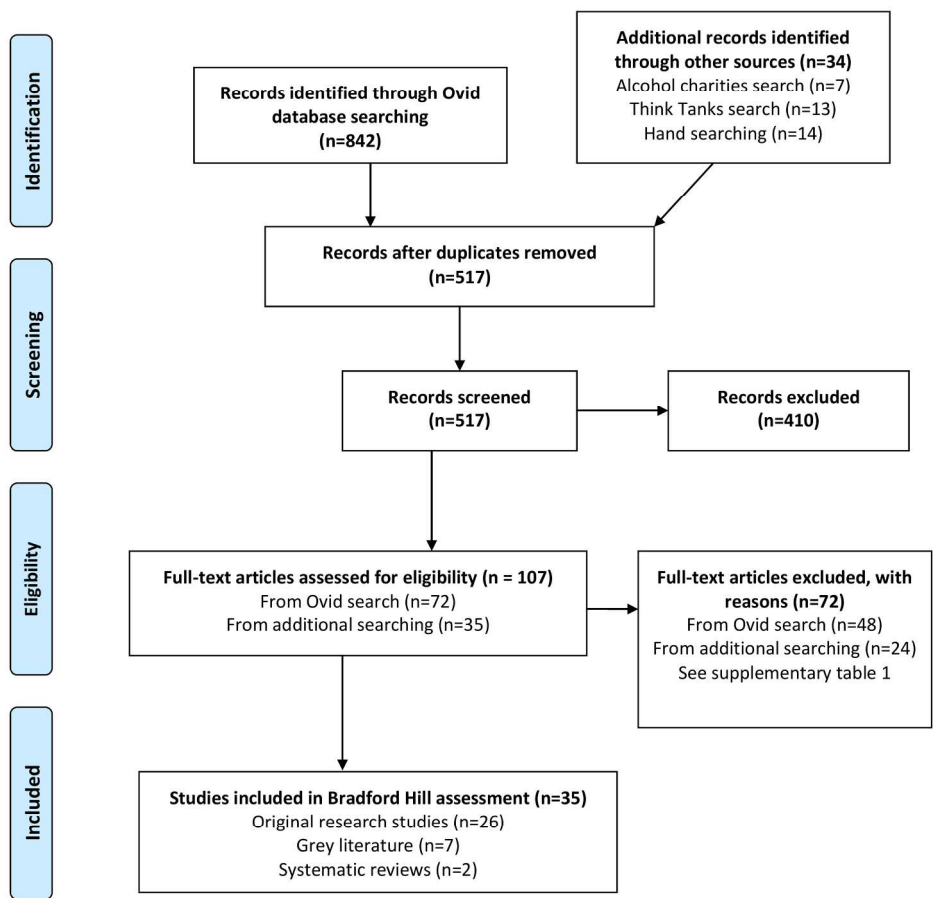 Identification
Records identified through Ovid
database searching
(n=842)
Additional records identified
through other sources (n=34)
Alcohol charities search (n=7)
Think Tanks search (n=13)
Hand searching (n=14)
Records after duplicates removed
(n=517)
Screening
Records screened
(n=517)
Records excluded
(n=410)
Eligibility
Full-text articles assessed for eligibility (n = 107)
From Ovid search (n=72)
From additional searching (n=35)
Full-text articles excluded, with
reasons (n=72)
From Ovid search (n=48)
From additional searching (n=24)
See supplementary table 1
Included
Studies included in Bradford Hill assessment (n=35)
Original research studies (n=26)
Grey literature (n=7)
Systematic reviews (n=2)